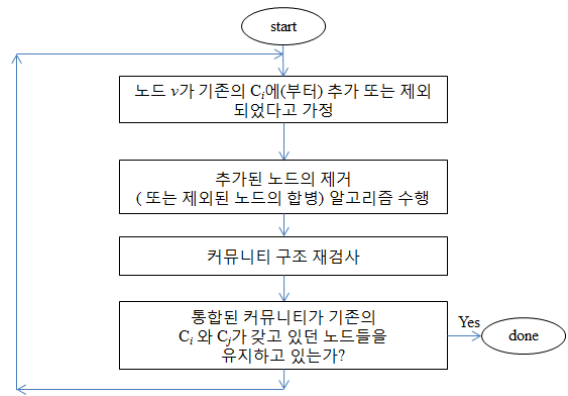 start
노드 v가 기존의 Ci에(부터) 추가 또는 제외
되었다고 가정
추가된 노드의 제거
( 또는 제외된 노드의 합병) 알고리즘 수행
커뮤니티 구조 재검사
통합된 커뮤니티가 기존의
Ci 와 Cj가 갖고 있던 노드들을
유지하고 있는가?
Yes
done